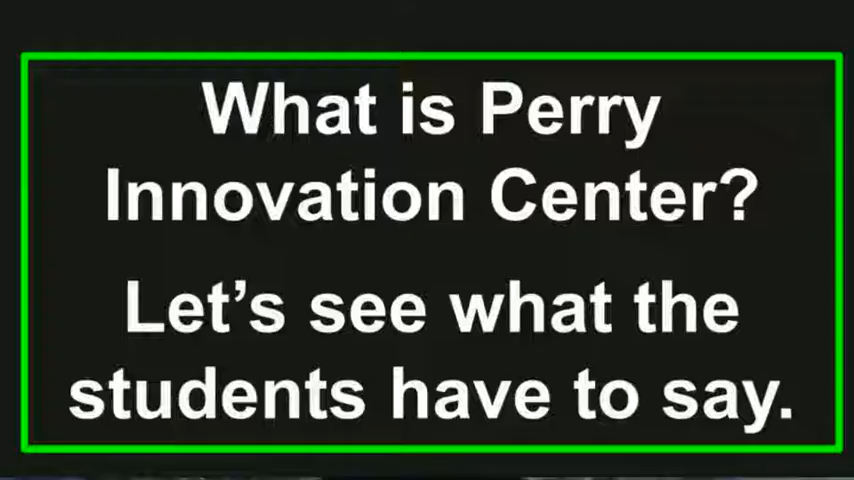 What is Perry
Innovation Center?
Let’s see what the
students have to say.